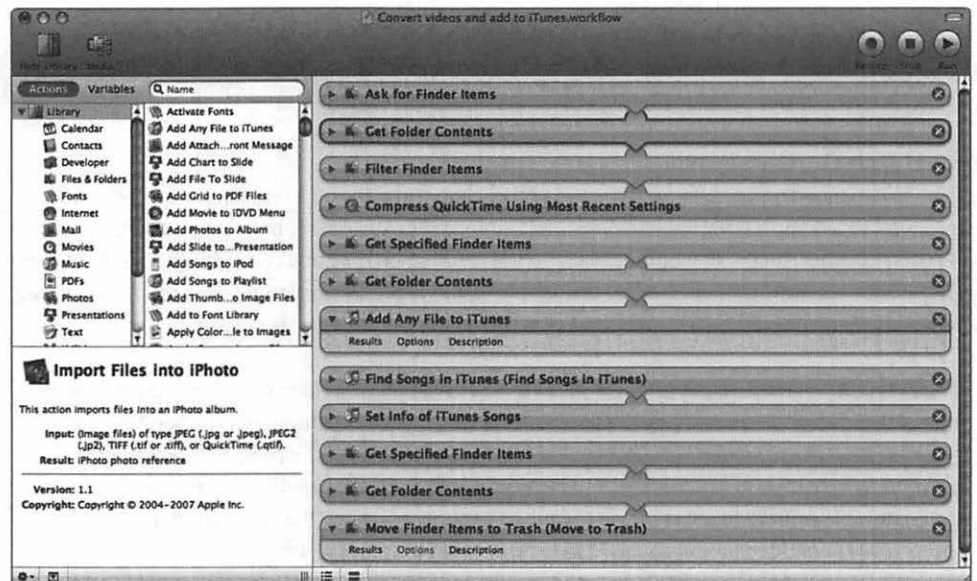 Convert videos and add to iTunes.workflow
Hide Library Media
Record Stop Run
Actions Variables
Name
Library
Calendar
Contacts
Developer
Files & Folders
Fonts
Internet
Mail
Movies
Music
PDFs
Photos
Presentations
Text
Activate Fonts
Add Any File to iTunes
Add Attach...ront Message
Add Chart to Slide
Add File To Slide
Add Grid to PDF Files
Add Movie to iDVD Menu
Add Photos to Album
Add Slide to...Presentation
Add Songs to iPod
Add Songs to Playlist
Add Thumb...o Image Files
Add to Font Library
Apply Color...le to Images
Import Files into iPhoto
This action imports files into an iPhoto album.
Input: (Image files) of type JPEG (.jpg or .jpeg), JPEG2
(.jp2), TIFF (.tif or .tiff), or QuickTime (.qtif).
Result: iPhoto photo reference
Version: 1.1
Copyright: Copyright © 2004–2007 Apple Inc.
Ask for Finder Items
Get Folder Contents
Filter Finder Items
Compress QuickTime Using Most Recent Settings
Get Specified Finder Items
Get Folder Contents
Add Any File to iTunes
Results Options Description
Find Songs in iTunes (Find Songs in iTunes)
Set Info of iTunes Songs
Get Specified Finder Items
Get Folder Contents
Move Finder Items to Trash (Move to Trash)
Results Options Description